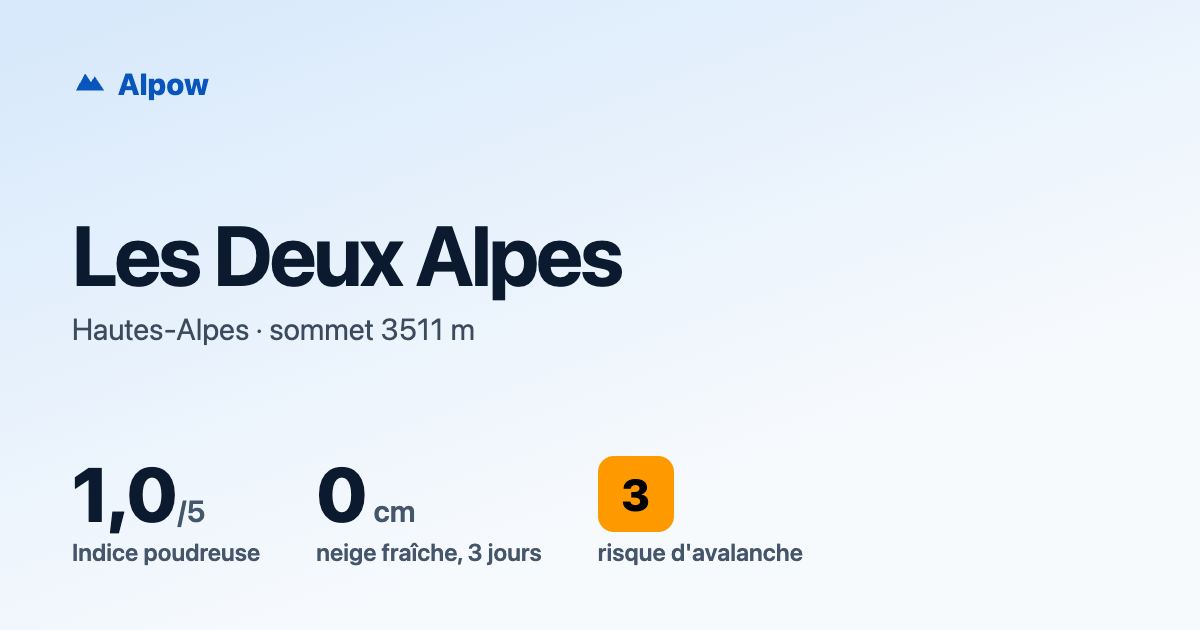 Alpow
Les Deux Alpes
Hautes-Alpes · sommet 3511 m
1,0/5
Indice poudreuse
0 cm
neige fraîche, 3 jours
3
risque d'avalanche